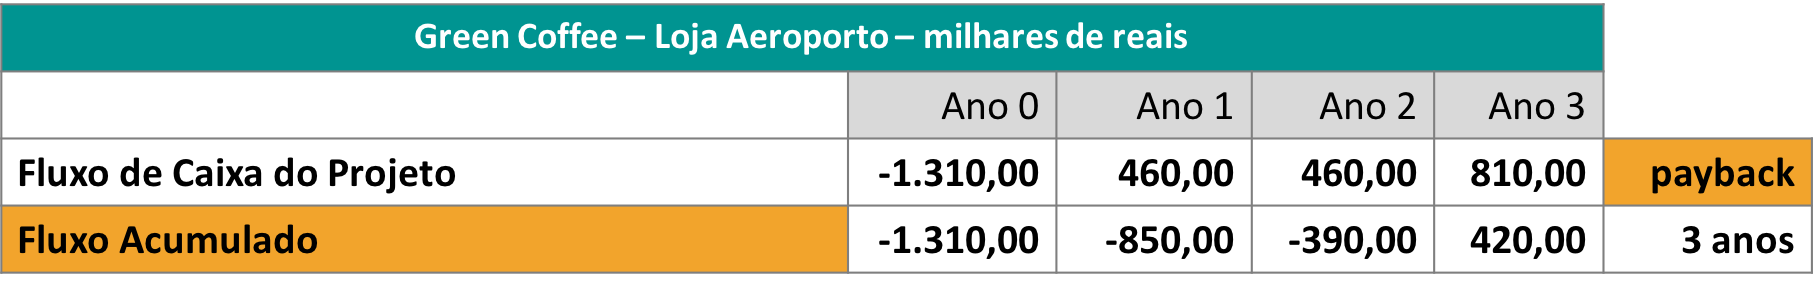 Green Coffee – Loja Aeroporto – milhares de reais
Ano 0 Ano 1 Ano 2 Ano 3
Fluxo de Caixa do Projeto -1.310,00 460,00 460,00 810,00 payback
Fluxo Acumulado -1.310,00 -850,00 -390,00 420,00 3 anos